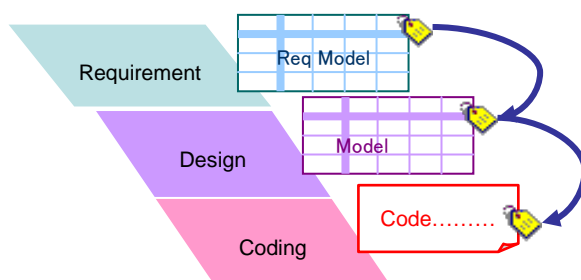 Requirement
Req Model
Design
Model
Coding
Code.........